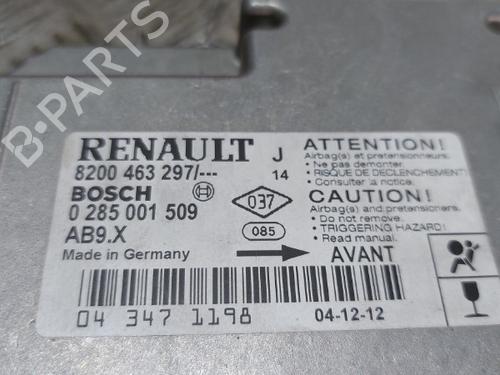 B-PARTS
RENAULT J
8200 463 297/--- 14
BOSCH
0 285 001 509
AB9.X
Made in Germany
037
085
AVANT
ATTENTION!
Airbag(s) et pretensionneurs:
• Ne pas demonter.
• RISQUE DE DECLENCHEMENT!
• Consulter la notice.
CAUTION!
Airbag(s) and pretensioners:
• Do not remove.
• TRIGGERING HAZARD!
• Read manual.
04 347 1198
04-12-12